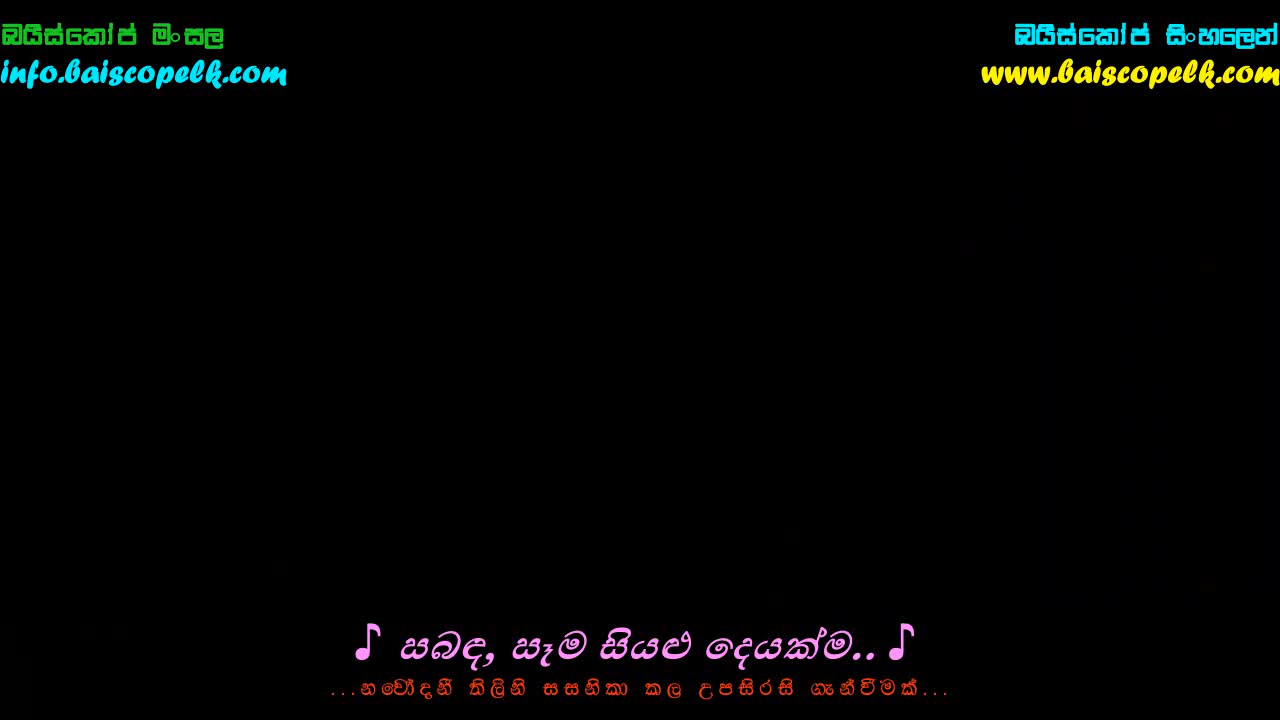 බයිස්කෝප් මංසල
බයිස්කෝප් සිංහලෙන්
info.baiscopelk.com
www.baiscopelk.com
♪ සබඳ, සෑම සියළු දෙයක්ම.. ♪
...නවෝදනී තිලිනි සසනිකා කල උපසිරසි ගැන්වීමක්...